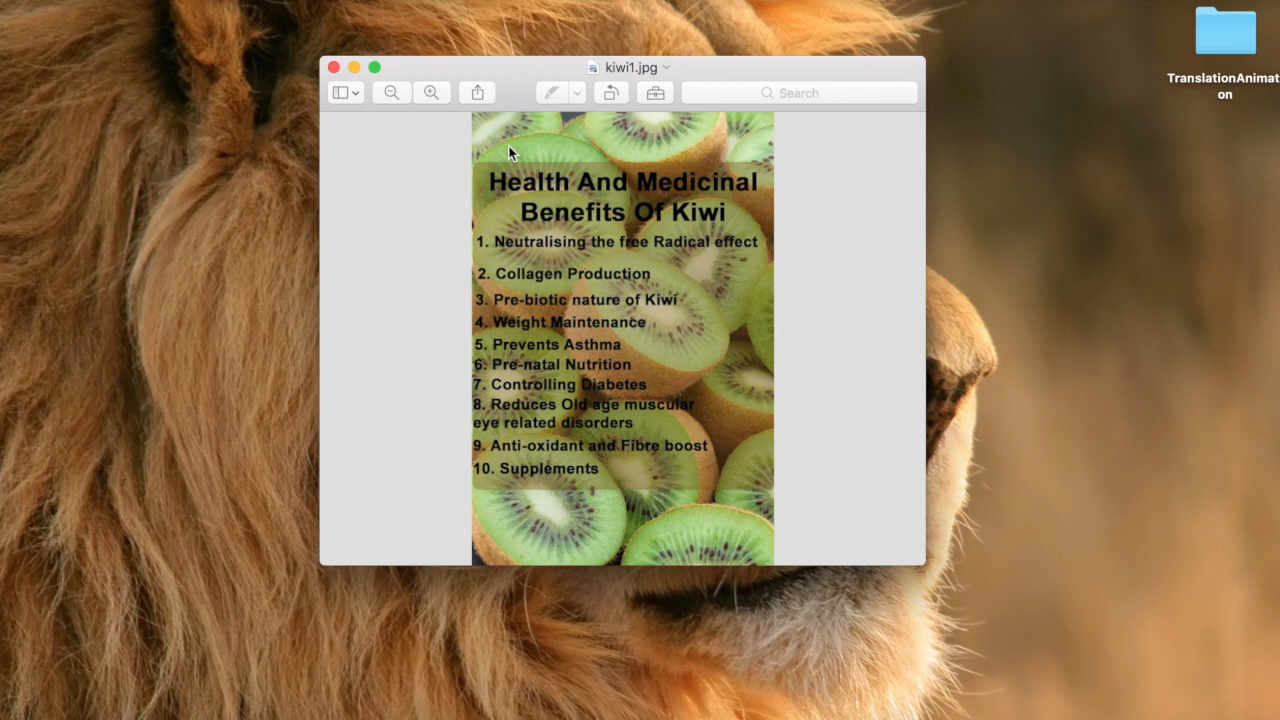 kiwi1.jpg
Search
TranslationAnimati
on
Health And Medicinal
Benefits Of Kiwi
1. Neutralising the free Radical effect
2. Collagen Production
3. Pre-biotic nature of Kiwi
4. Weight Maintenance
5. Prevents Asthma
6. Pre-natal Nutrition
7. Controlling Diabetes
8. Reduces Old age muscular
eye related disorders
9. Anti-oxidant and Fibre boost
10. Supplements